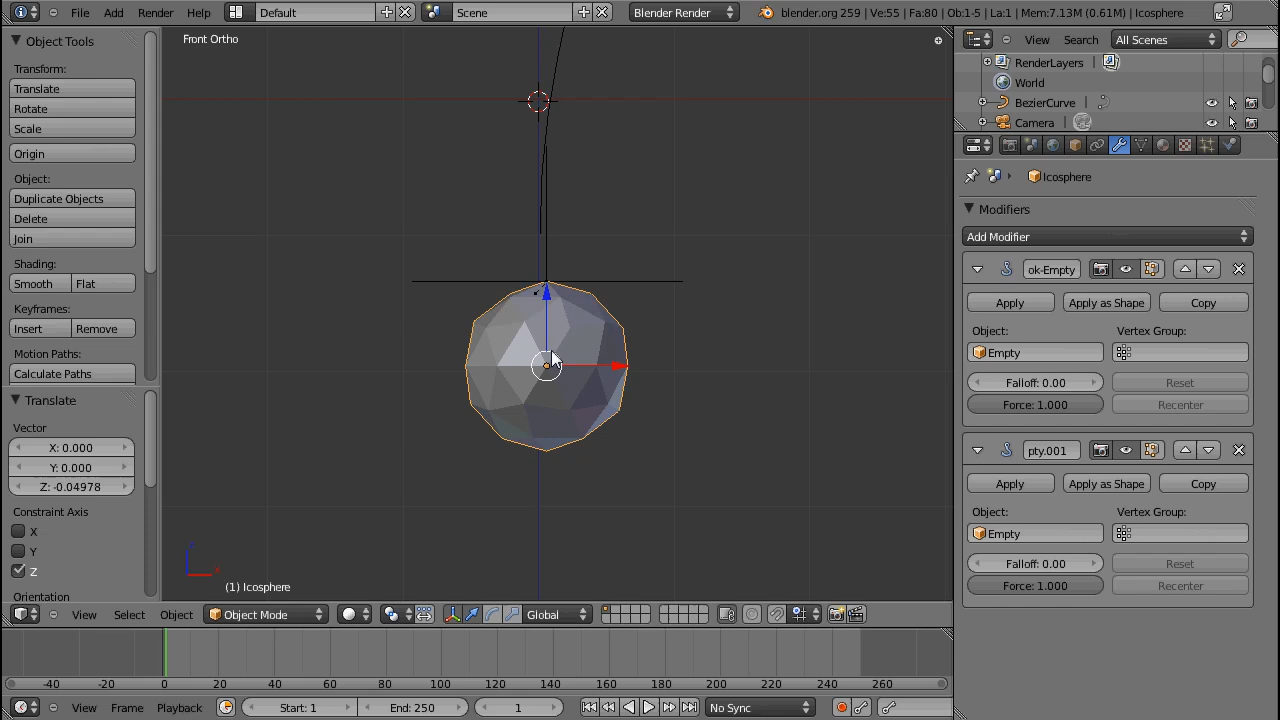 File Add Render Help Default Scene Blender Render blender.org 259 | Ve:55 | Fa:80 | Ob:1-5 | La:1 | Mem:7.13M (0.61M) | Icosphere
Object Tools
Transform:
Translate
Rotate
Scale
Origin
Object:
Duplicate Objects
Delete
Join
Shading:
Smooth Flat
Keyframes:
Insert Remove
Motion Paths:
Calculate Paths
Translate
Vector
X: 0.000
Y: 0.000
Z: -0.04978
Constraint Axis
X
Y
Z
Orientation
Front Ortho
(1) Icosphere
View Select Object Object Mode Global
-40 -20 0 20 40 60 80 100 120 140 160 180 200 220 240 260
View Frame Playback Start: 1 End: 250 1 No Sync
View Search All Scenes
RenderLayers |
World
BezierCurve |
Camera |
Icosphere
Modifiers
Add Modifier
ok-Empty
Apply Apply as Shape Copy
Object: Vertex Group:
Empty
Falloff: 0.00 Reset
Force: 1.000 Recenter
pty.001
Apply Apply as Shape Copy
Object: Vertex Group:
Empty
Falloff: 0.00 Reset
Force: 1.000 Recenter